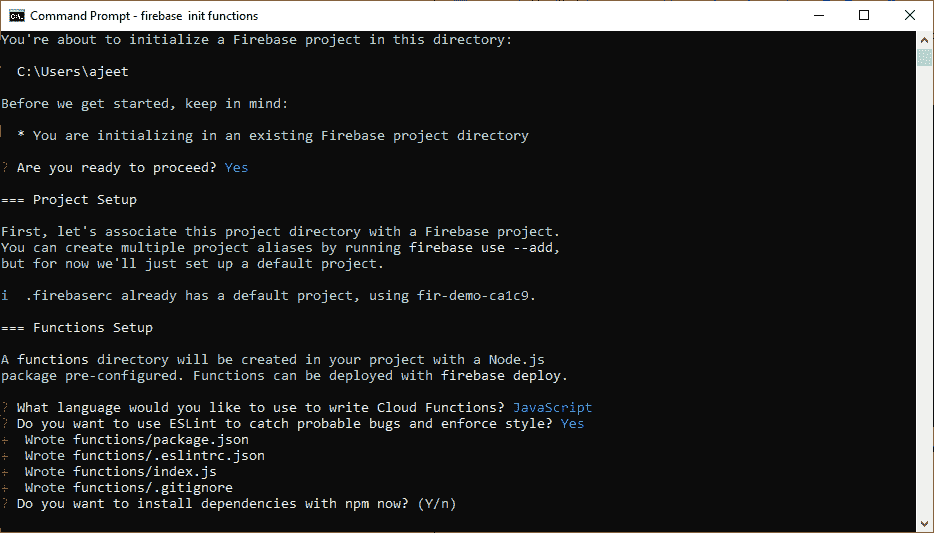 Command Prompt - firebase  init functions
You're about to initialize a Firebase project in this directory:
C:\Users\ajeet
Before we get started, keep in mind:
* You are initializing in an existing Firebase project directory
? Are you ready to proceed? Yes
=== Project Setup
First, let's associate this project directory with a Firebase project.
You can create multiple project aliases by running firebase use --add,
but for now we'll just set up a default project.
i  .firebaserc already has a default project, using fir-demo-ca1c9.
=== Functions Setup
A functions directory will be created in your project with a Node.js
package pre-configured. Functions can be deployed with firebase deploy.
? What language would you like to use to write Cloud Functions? JavaScript
? Do you want to use ESLint to catch probable bugs and enforce style? Yes
+  Wrote functions/package.json
+  Wrote functions/.eslintrc.json
+  Wrote functions/index.js
+  Wrote functions/.gitignore
? Do you want to install dependencies with npm now? (Y/n)